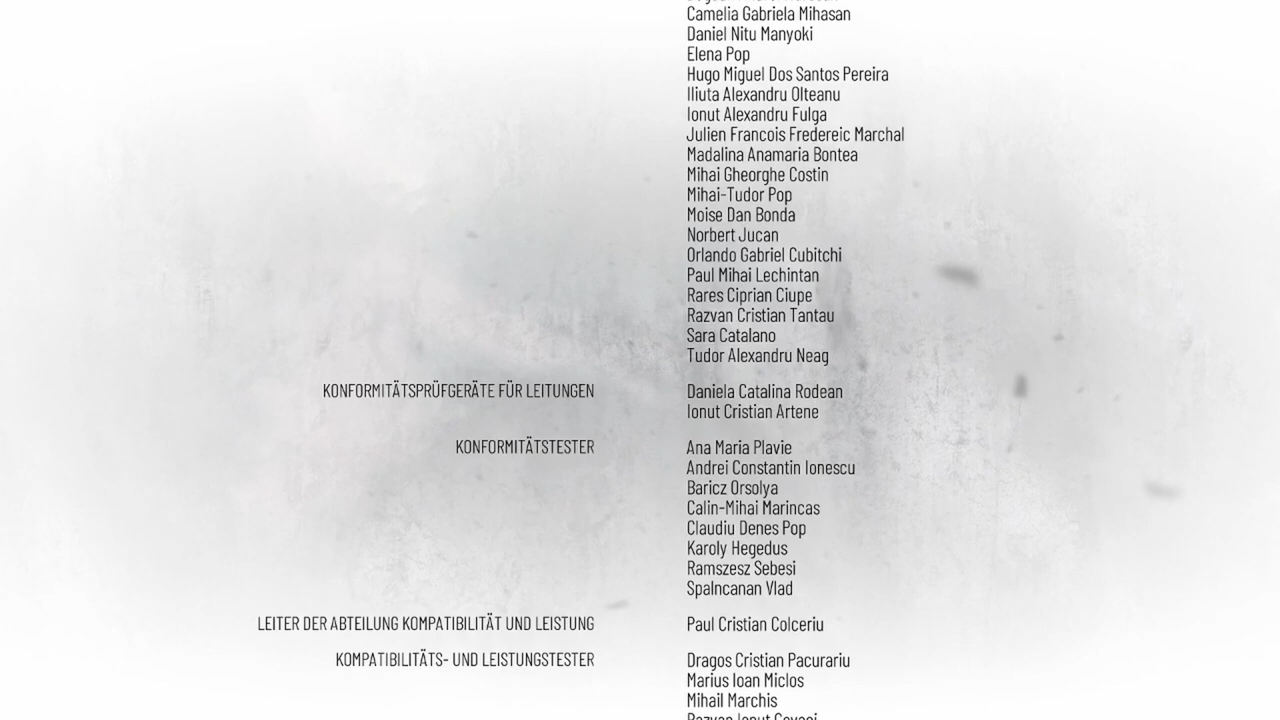 Camelia Gabriela Mihasan
Daniel Nitu Manyoki
Elena Pop
Hugo Miguel Dos Santos Pereira
Iliuta Alexandru Olteanu
Ionut Alexandru Fulga
Julien Francois Fredereic Marchal
Madalina Anamaria Bontea
Mihai Gheorghe Costin
Mihai-Tudor Pop
Moise Dan Bonda
Norbert Jucan
Orlando Gabriel Cubitchi
Paul Mihai Lechintan
Rares Ciprian Ciupe
Razvan Cristian Tantau
Sara Catalano
Tudor Alexandru Neag
KONFORMITÄTSPRÜFGERÄTE FÜR LEITUNGEN Daniela Catalina Rodean
Ionut Cristian Artene
KONFORMITÄTSTESTER Ana Maria Plavie
Andrei Constantin Ionescu
Baricz Orsolya
Calin-Mihai Marincas
Claudiu Denes Pop
Karoly Hegedus
Ramszesz Sebesi
Spalncanan Vlad
LEITER DER ABTEILUNG KOMPATIBILITÄT UND LEISTUNG Paul Cristian Colceriu
KOMPATIBILITÄTS- UND LEISTUNGSTESTER Dragos Cristian Pacurariu
Marius Ioan Miclos
Mihail Marchis
Razvan Ionut